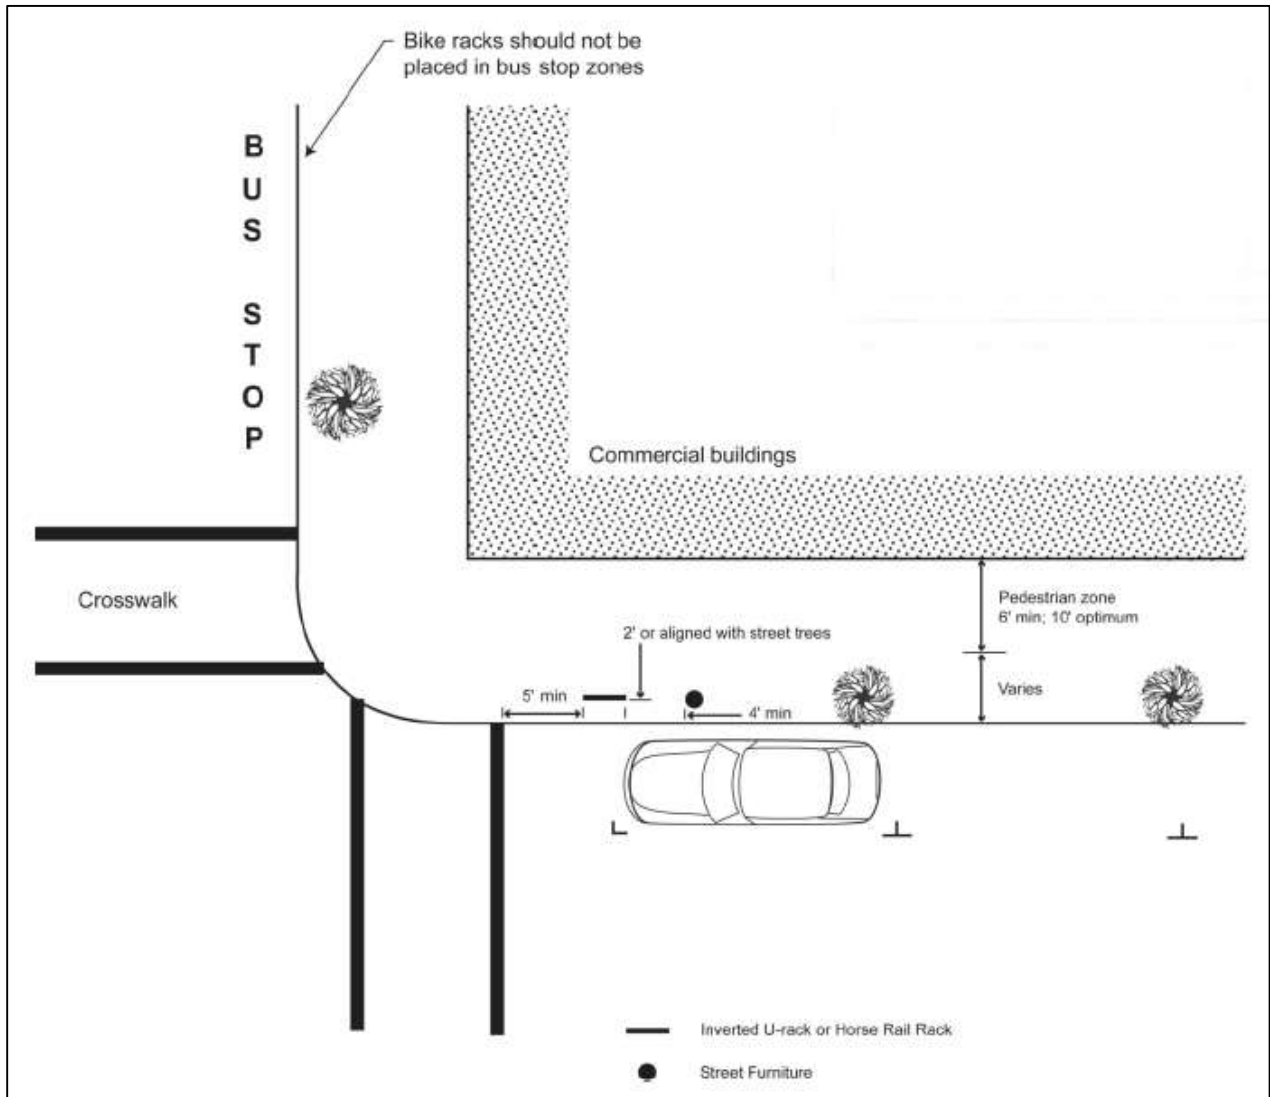 Bike racks should not be
placed in bus stop zones
BUS STOP
Commercial buildings
Crosswalk
Pedestrian zone
6' min; 10' optimum
2' or aligned with street trees
5' min
Varies
4' min
Inverted U-rack or Horse Rail Rack
Street Furniture